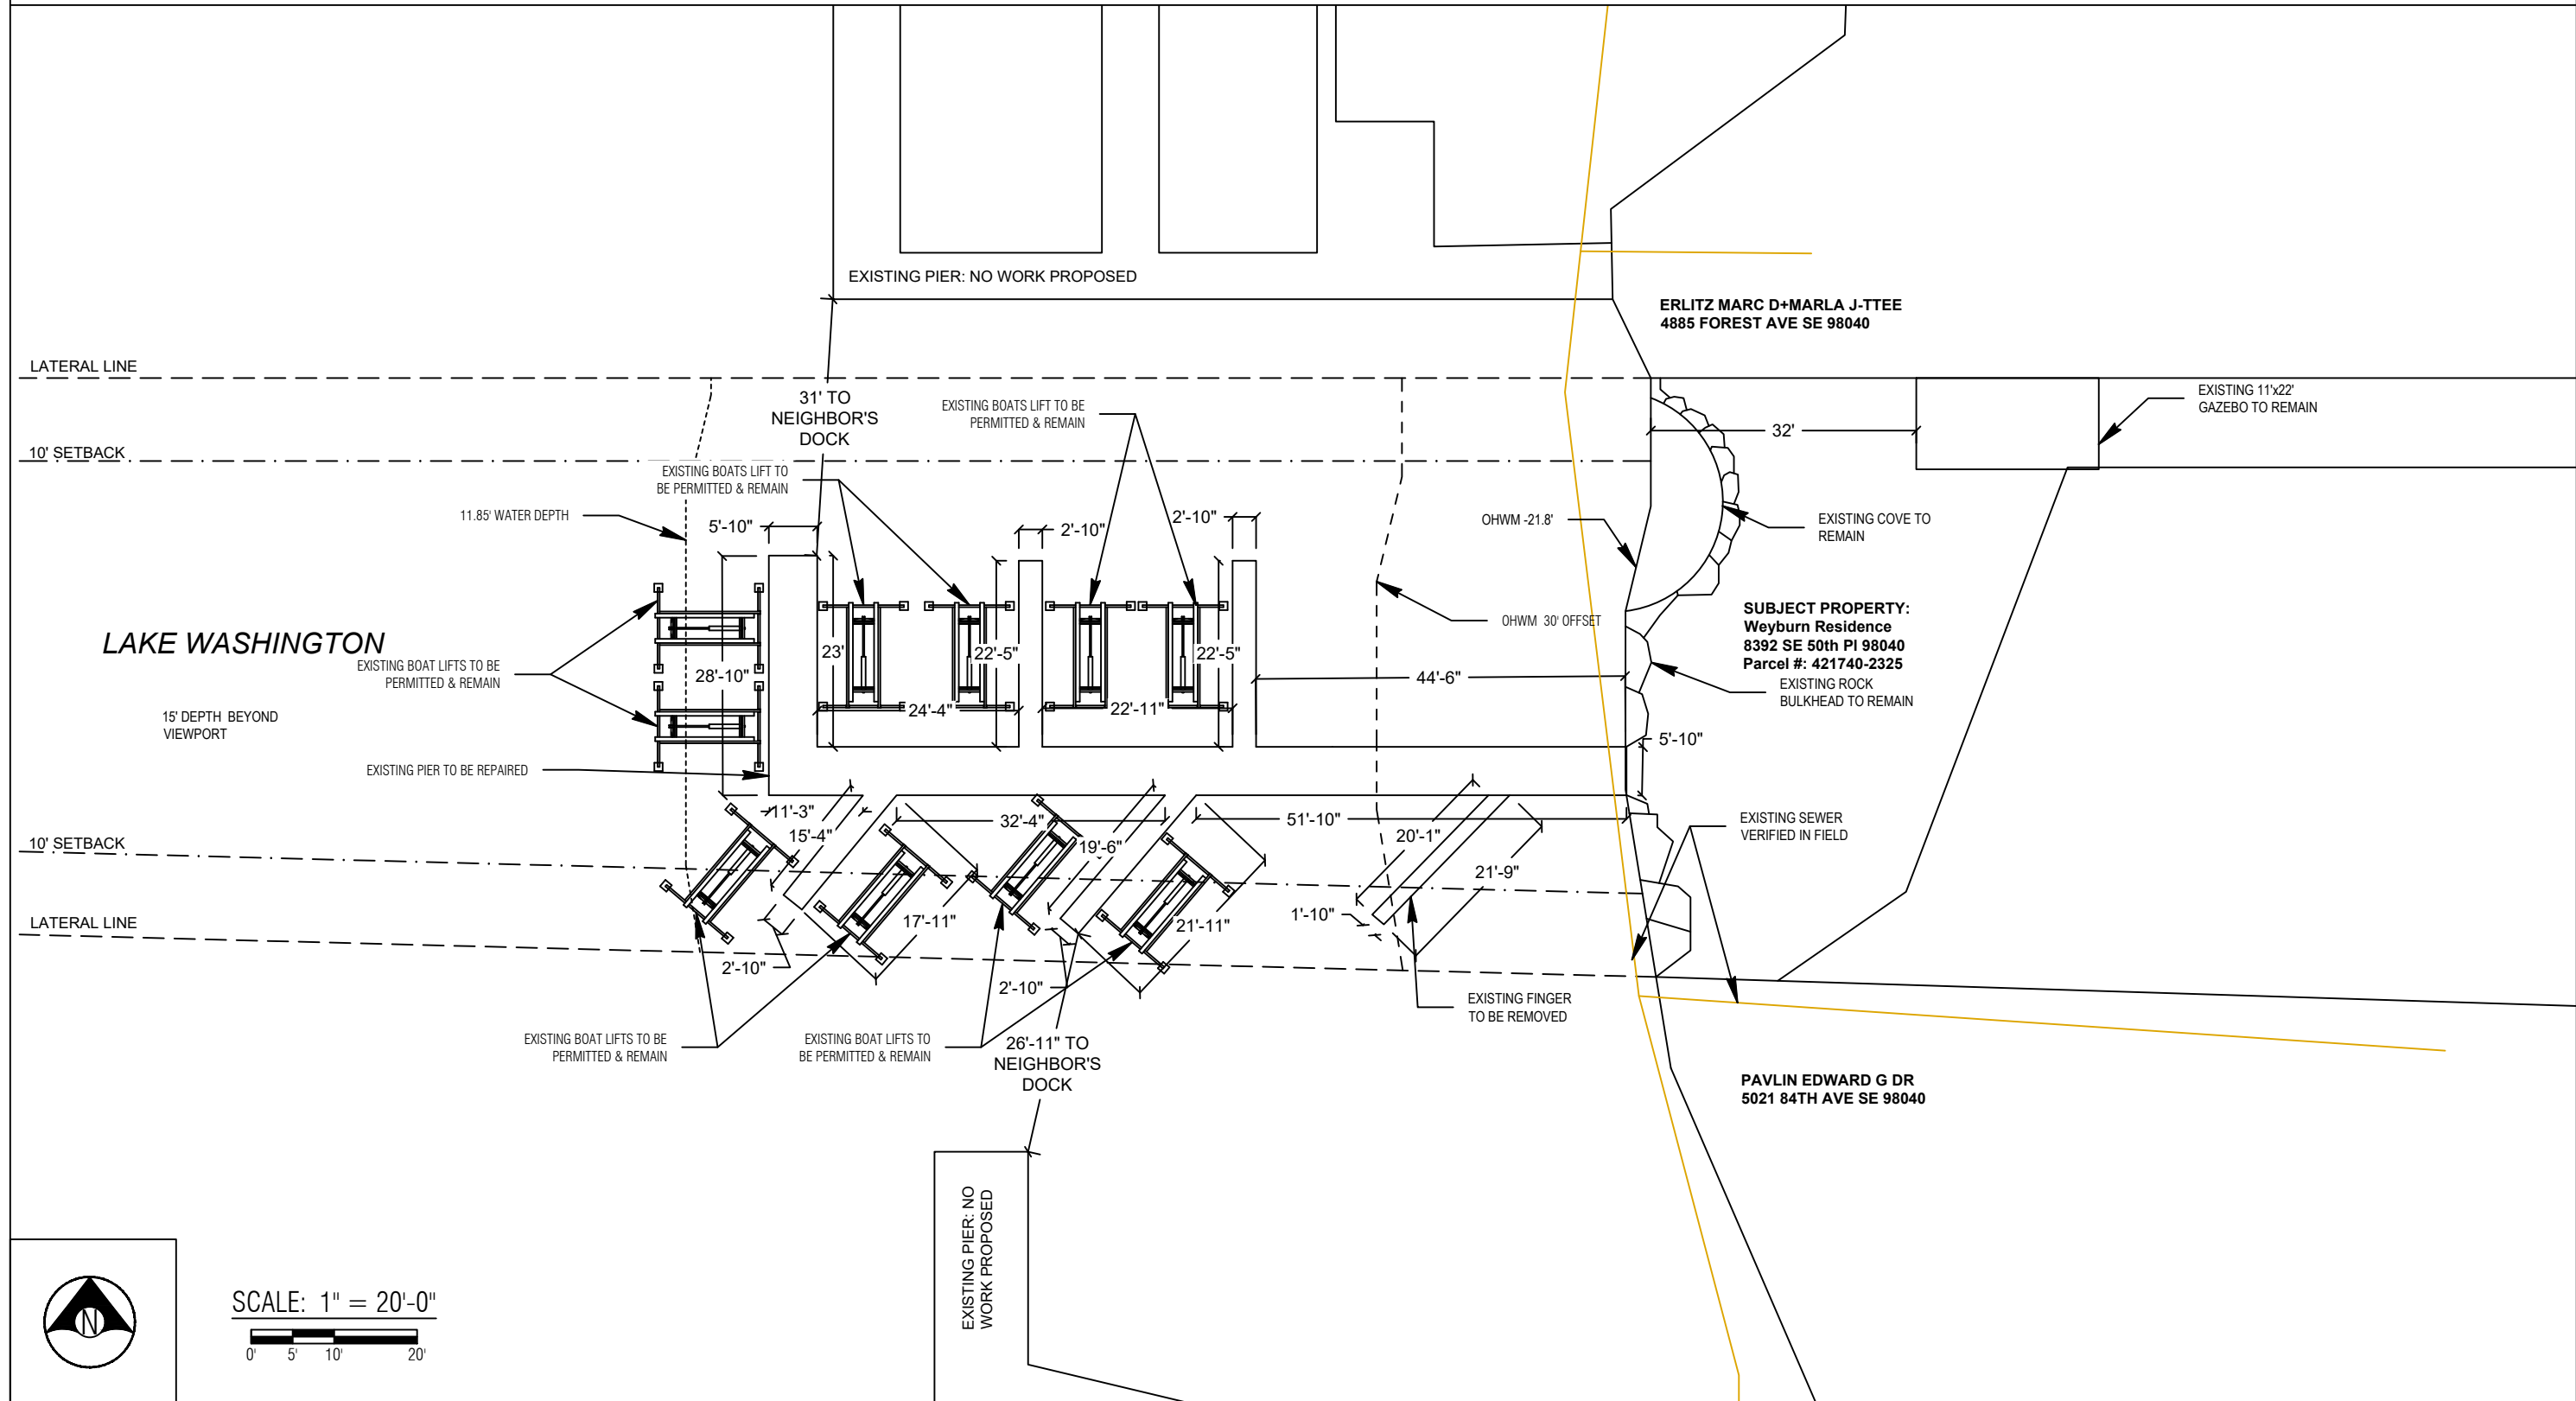 EXISTING PIER: NO WORK PROPOSED
ERLITZ MARC D+MARLA J-TTEE
4885 FOREST AVE SE 98040
LATERAL LINE
31' TO
NEIGHBOR'S
DOCK
EXISTING BOATS LIFT TO BE
PERMITTED & REMAIN
32'
EXISTING 11'x22'
GAZEBO TO REMAIN
10' SETBACK
EXISTING BOATS LIFT TO
BE PERMITTED & REMAIN
11.85' WATER DEPTH
5'-10"
2'-10"
2'-10"
OHWM -21.8'
EXISTING COVE TO
REMAIN
OHWM 30' OFFSET
SUBJECT PROPERTY:
Weyburn Residence
8392 SE 50th Pl 98040
Parcel #: 421740-2325
EXISTING ROCK
BULKHEAD TO REMAIN
LAKE WASHINGTON
EXISTING BOAT LIFTS TO BE
PERMITTED & REMAIN
28'-10"
23'
22'-5"
22'-5"
44'-6"
24'-4"
22'-11"
15' DEPTH BEYOND
VIEWPORT
5'-10"
EXISTING PIER TO BE REPAIRED
11'-3"
15'-4"
32'-4"
19'-6"
51'-10"
20'-1"
21'-9"
EXISTING SEWER
VERIFIED IN FIELD
10' SETBACK
LATERAL LINE
17'-11"
21'-11"
1'-10"
2'-10"
2'-10"
EXISTING FINGER
TO BE REMOVED
EXISTING BOAT LIFTS TO BE
PERMITTED & REMAIN
EXISTING BOAT LIFTS TO
BE PERMITTED & REMAIN
26'-11" TO
NEIGHBOR'S
DOCK
PAVLIN EDWARD G DR
5021 84TH AVE SE 98040
EXISTING PIER: NO
WORK PROPOSED
N
SCALE: 1" = 20'-0"
0' 5' 10' 20'